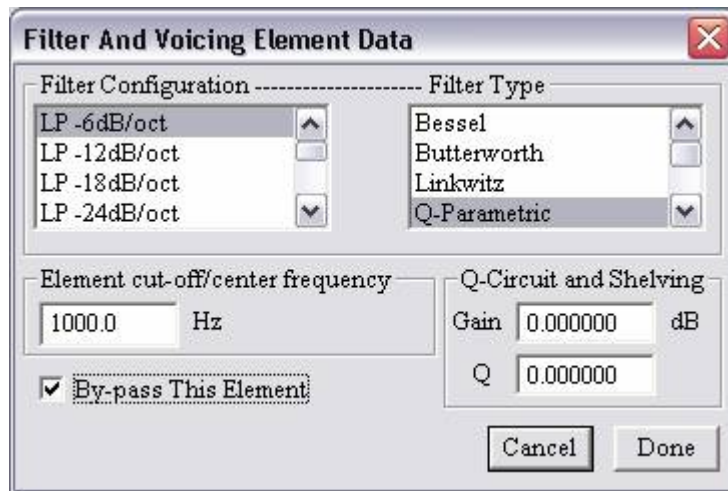 Filter And Voicing Element Data
Filter Configuration -------------------- Filter Type
LP -6dB/oct
LP -12dB/oct
LP -18dB/oct
LP -24dB/oct
Bessel
Butterworth
Linkwitz
Q-Parametric
Element cut-off/center frequency
1000.0 Hz
Q-Circuit and Shelving
Gain 0.000000 dB
Q 0.000000
By-pass This Element
Cancel Done